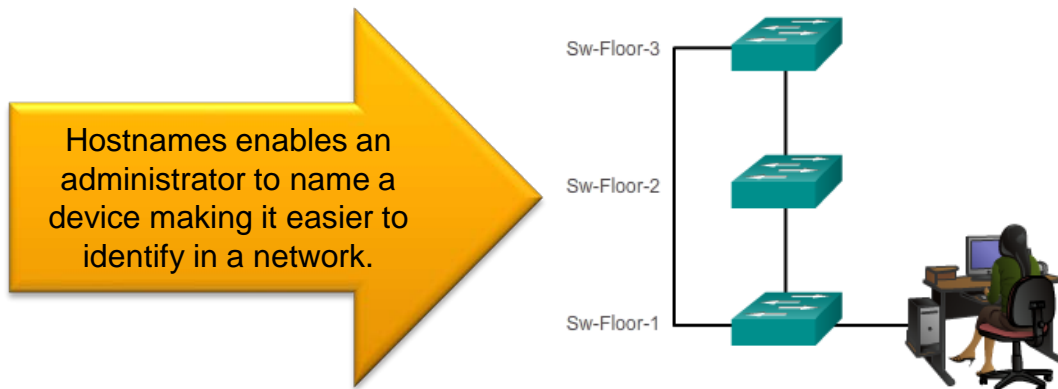 Hostnames enables an
administrator to name a
device making it easier to
identify in a network.
Sw-Floor-3
Sw-Floor-2
Sw-Floor-1